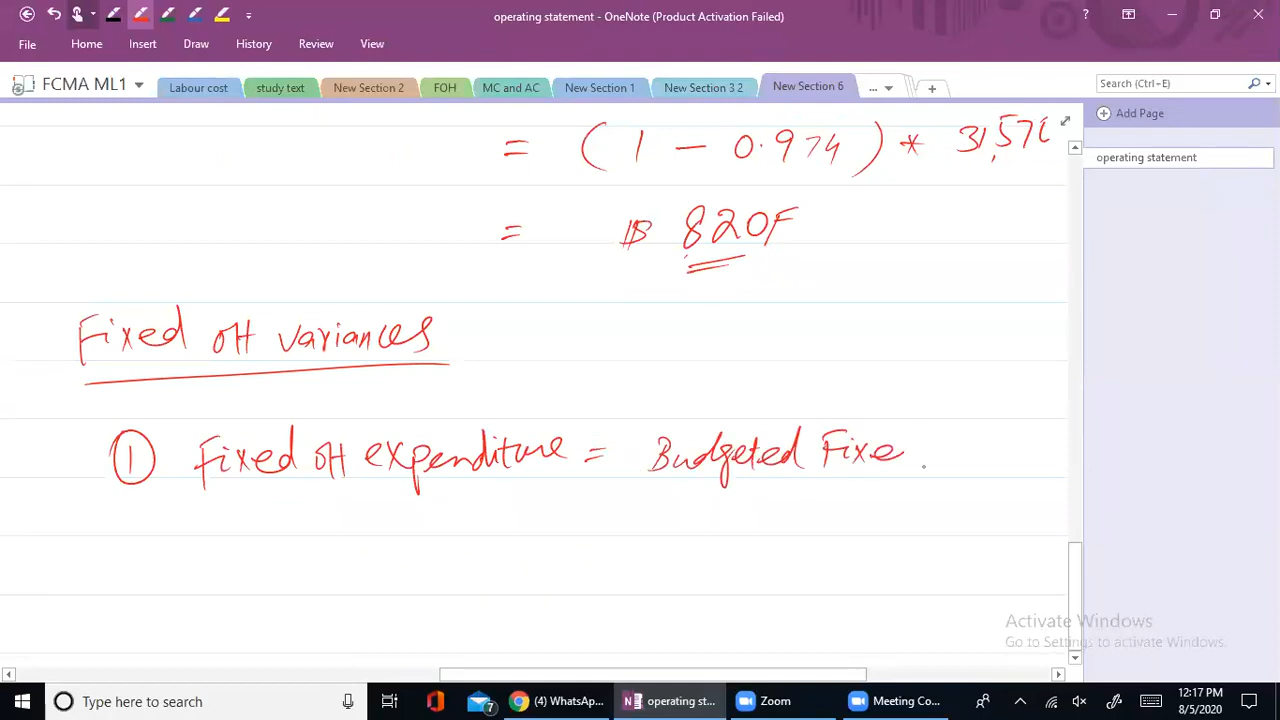 operating statement - OneNote (Product Activation Failed)
File Home Insert Draw History Review View
FCMA ML1
Labour cost study text New Section 2 FOH MC and AC New Section 1 New Section 3 2 New Section 6 ...
Search (Ctrl+E)
Add Page
operating statement
= (1 - 0.974) *
= $ 820F
Fixed OH variances
① Fixed OH expenditure = Budgeted Fixe
Activate Windows
Go to Settings to activate Windows.
Type here to search
7
(4) WhatsApp...
operating st...
Zoom
Meeting Co...
12:17 PM
8/5/2020